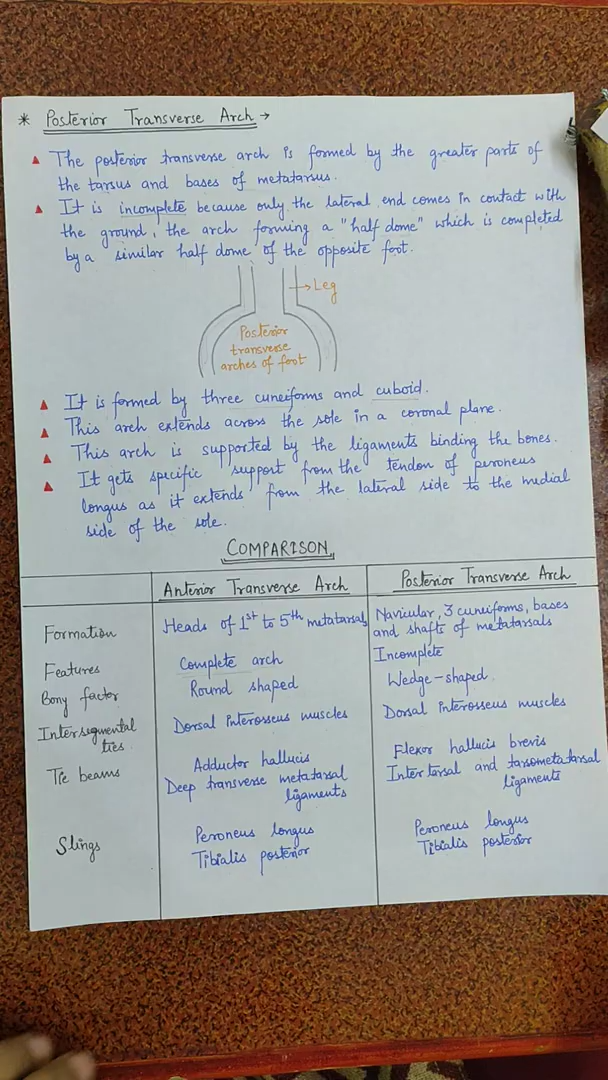 * Posterior Transverse Arch →
▲ The posterior transverse arch is formed by the greater parts of
the tarsus and bases of metatarsus.
▲ It is incomplete because only the lateral end comes in contact with
the ground, the arch forming a "half dome" which is completed
by a similar half dome of the opposite foot.
→ Leg
Posterior
transverse
arches of foot
▲ It is formed by three cuneiforms and cuboid.
▲ This arch extends across the sole in a coronal plane.
▲ This arch is supported by the ligaments binding the bones.
▲ It gets specific support from the tendon of peroneus
longus as it extends from the lateral side to the medial
side of the sole.
COMPARISON
Anterior Transverse Arch Posterior Transverse Arch
Formation Heads of 1st to 5th metatarsals Navicular, 3 cuneiforms, bases
and shafts of metatarsals
Features Complete arch Incomplete
Bony factor Round shaped Wedge-shaped
Intersegmental Dorsal interosseus muscles Dorsal interosseus muscles
ties
Tie beams Adductor hallucis Flexor hallucis brevis
Deep transverse metatarsal Intertarsal and tarsometatarsal
ligaments ligaments
Slings Peroneus longus Peroneus longus
Tibialis posterior Tibialis posterior